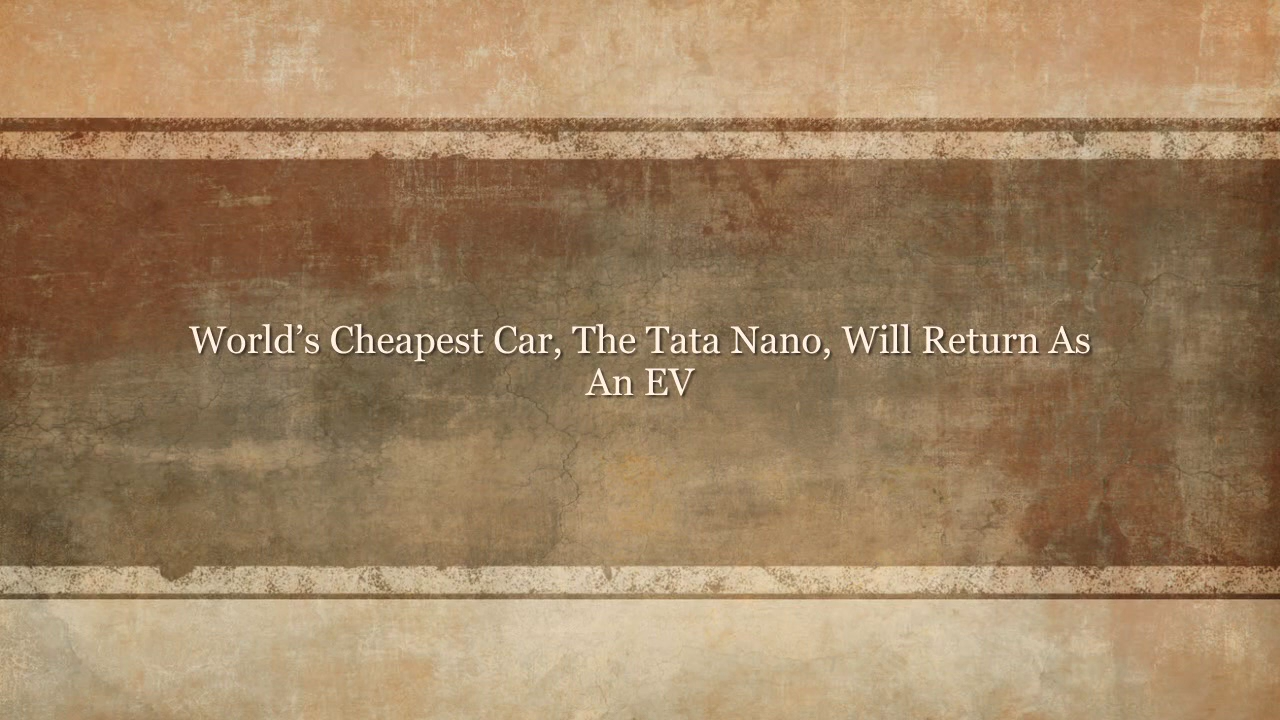 World’s Cheapest Car, The Tata Nano, Will Return As
An EV